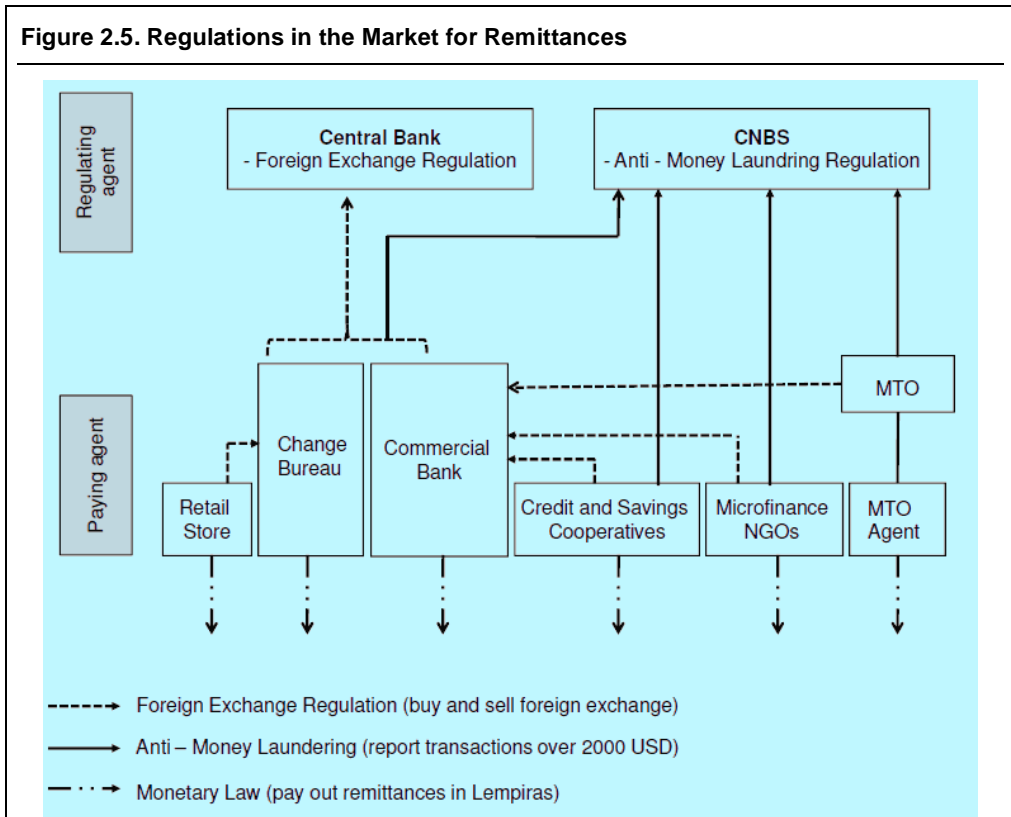 Figure 2.5. Regulations in the Market for Remittances
Regulating
agent
Central Bank
- Foreign Exchange Regulation
CNBS
- Anti - Money Laundring Regulation
Paying agent
Retail
Store
Change
Bureau
Commercial
Bank
Credit and Savings
Cooperatives
Microfinance
NGOs
MTO
MTO
Agent
Foreign Exchange Regulation (buy and sell foreign exchange)
Anti – Money Laundering (report transactions over 2000 USD)
Monetary Law (pay out remittances in Lempiras)